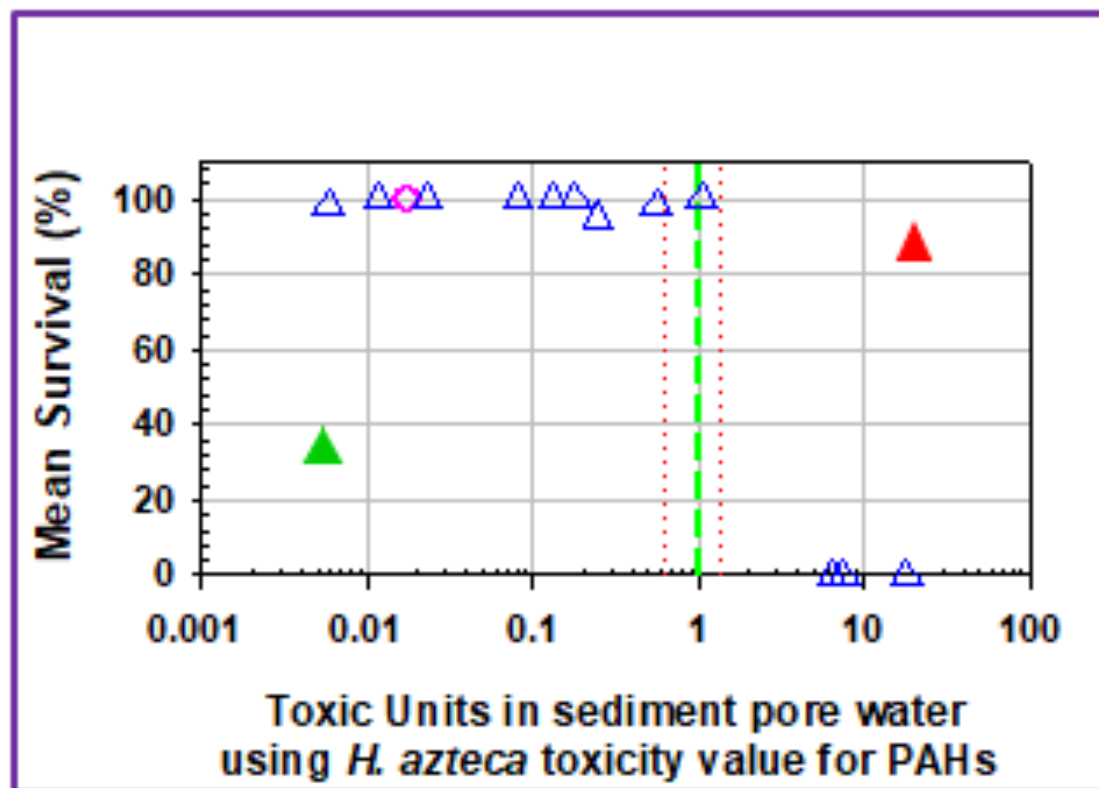 Mean Survival (%)
100
80
60
40
20
0
0.001 0.01 0.1 1 10 100
Toxic Units in sediment pore water
using H. azteca toxicity value for PAHs